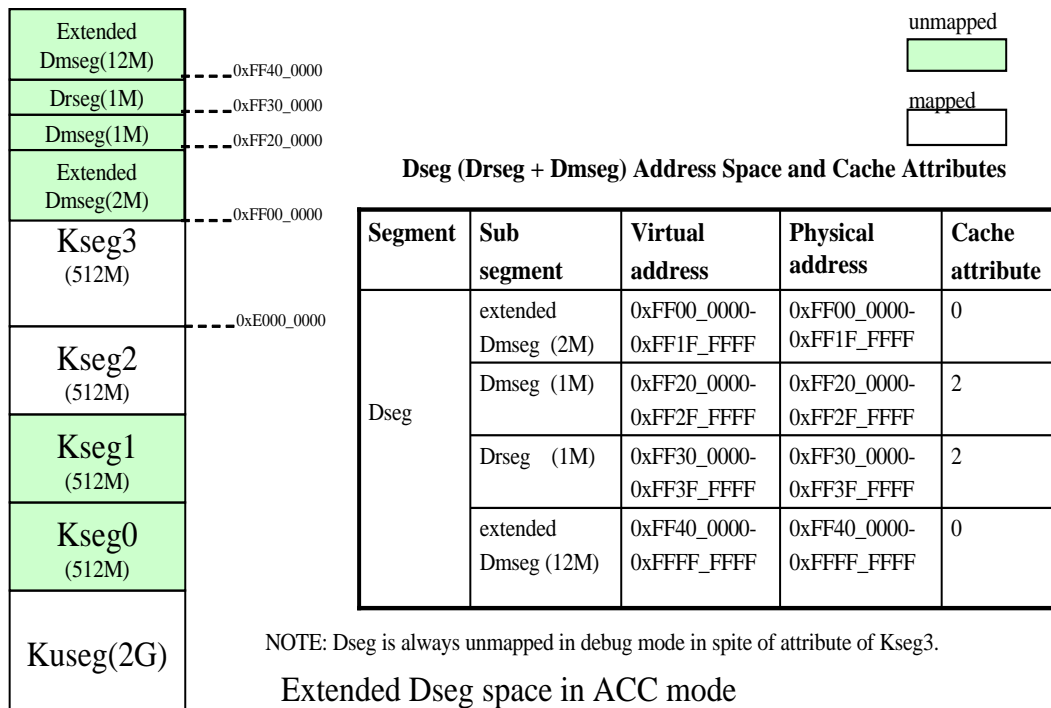 Extended
Dmseg(12M)
0xFF40_0000
Drseg(1M)
0xFF30_0000
Dmseg(1M)
0xFF20_0000
Extended
Dmseg(2M)
0xFF00_0000
Kseg3
(512M)
0xE000_0000
Kseg2
(512M)
Kseg1
(512M)
Kseg0
(512M)
Kuseg(2G)
unmapped
mapped
Dseg (Drseg + Dmseg) Address Space and Cache Attributes
Segment
Sub
segment
Virtual
address
Physical
address
Cache
attribute
Dseg
extended
Dmseg (2M)
0xFF00_0000-
0xFF1F_FFFF
0xFF00_0000-
0xFF1F_FFFF
0
Dmseg (1M)
0xFF20_0000-
0xFF2F_FFFF
0xFF20_0000-
0xFF2F_FFFF
2
Drseg (1M)
0xFF30_0000-
0xFF3F_FFFF
0xFF30_0000-
0xFF3F_FFFF
2
extended
Dmseg (12M)
0xFF40_0000-
0xFFFF_FFFF
0xFF40_0000-
0xFFFF_FFFF
0
NOTE: Dseg is always unmapped in debug mode in spite of attribute of Kseg3.
Extended Dseg space in ACC mode